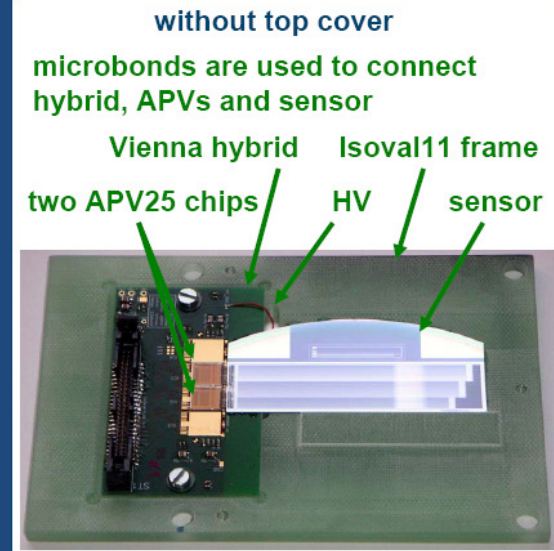 without top cover
microbonds are used to connect
hybrid, APVs and sensor
Vienna hybrid Isoval11 frame
two APV25 chips HV sensor